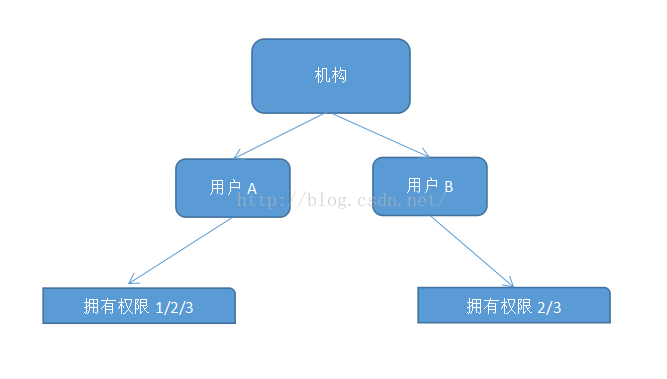 机构
用户 A
用户 B
http://blog.csdn.net/
拥有权限 1/2/3
拥有权限 2/3